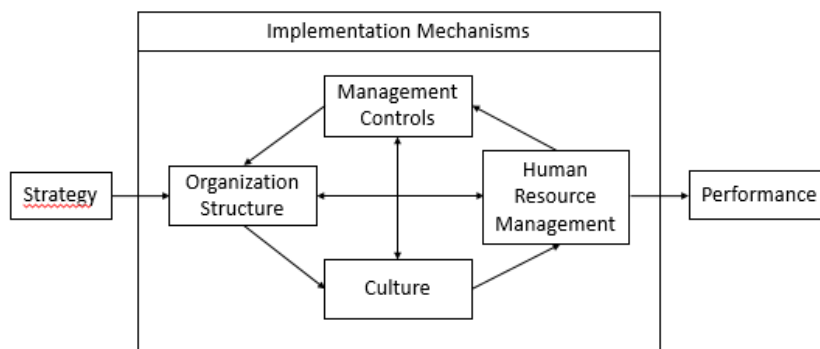 Implementation Mechanisms
Management
Controls
Strategy
Organization
Structure
Human
Resource
Management
Performance
Culture